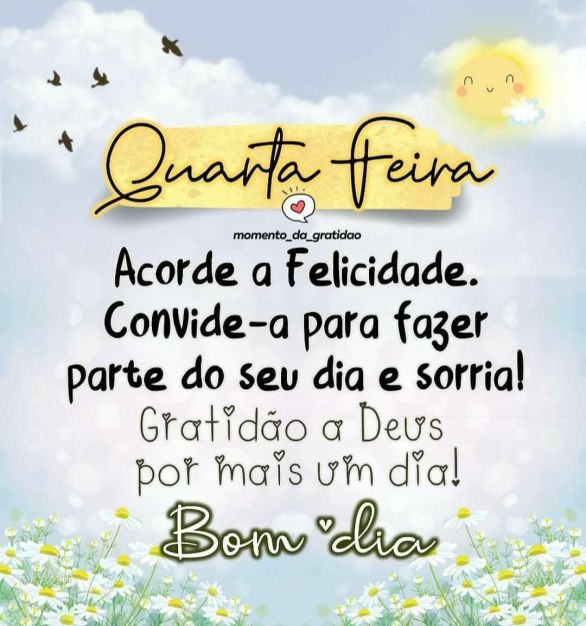 Quarta Feira
momento_da_gratidao
Acorde a Felicidade.
Convide-a para fazer
parte do seu dia e sorria!
Gratidão a Deus
por mais um dia!
Bom dia